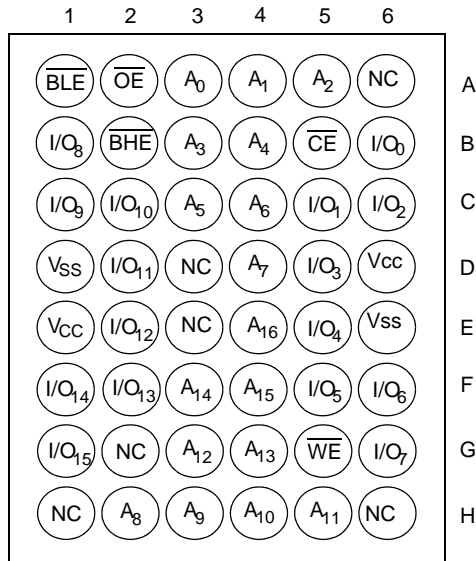 1 2 3 4 5 6
BLE OE A0 A1 A2 NC A
I/O8 BHE A3 A4 CE I/O0 B
I/O9 I/O10 A5 A6 I/O1 I/O2 C
VSS I/O11 NC A7 I/O3 Vcc D
VCC I/O12 NC A16 I/O4 Vss E
I/O14 I/O13 A14 A15 I/O5 I/O6 F
I/O15 NC A12 A13 WE I/O7 G
NC A8 A9 A10 A11 NC H